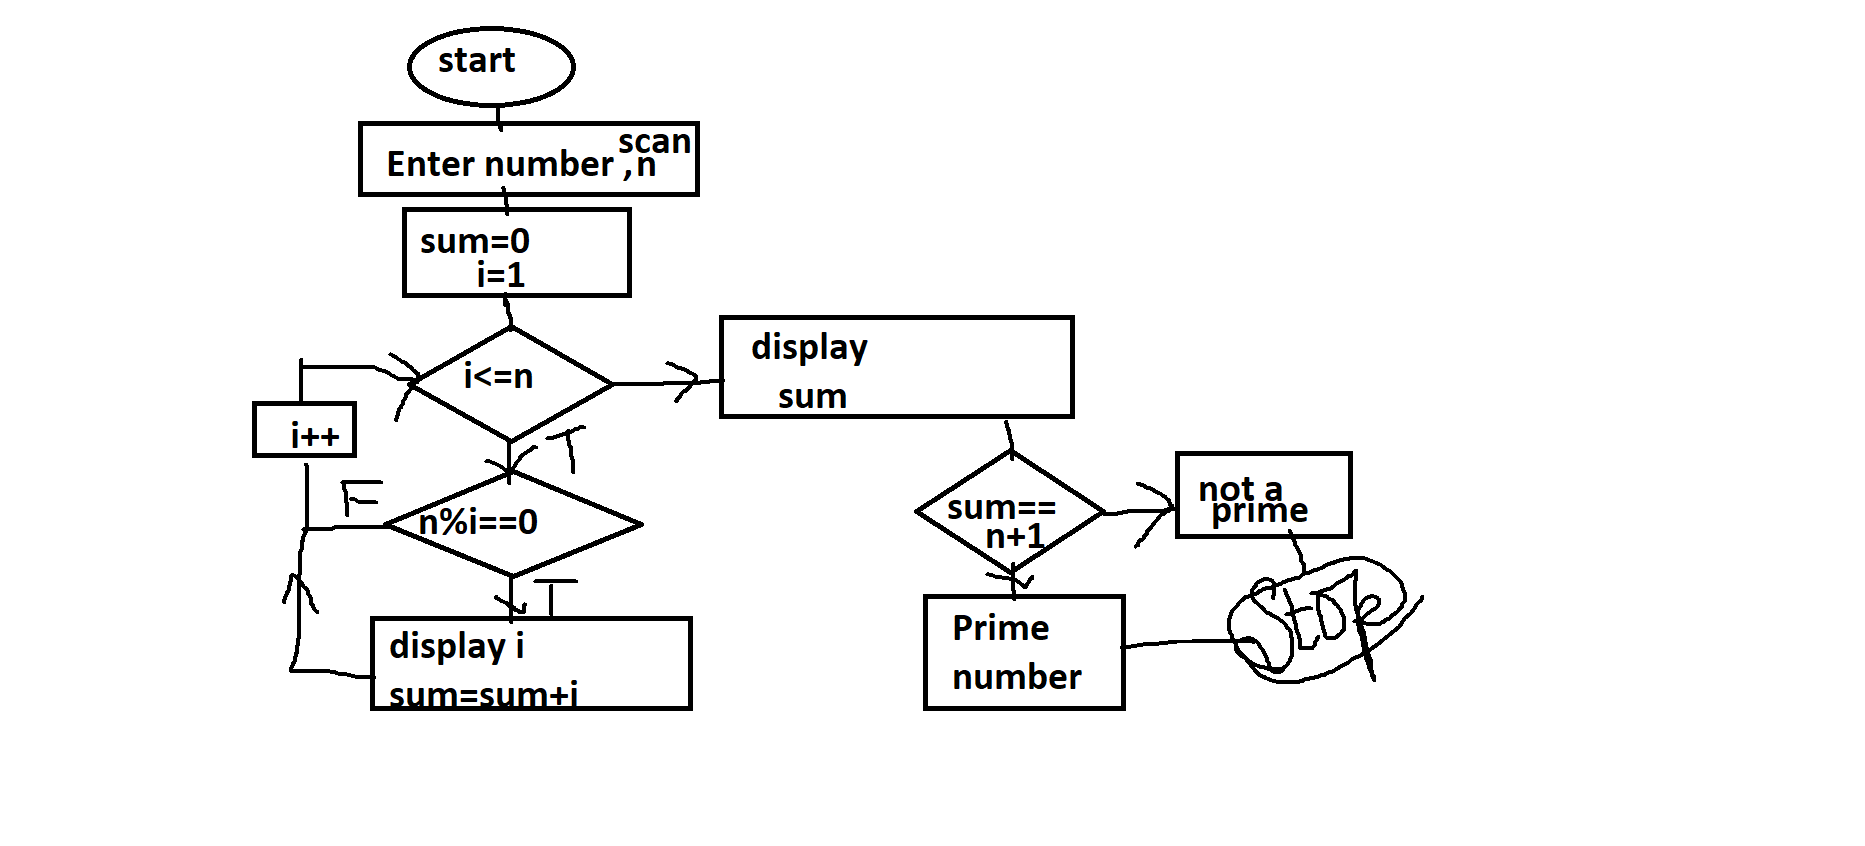 start
scan
Enter number ,n
sum=0
i=1
i<=n
display
sum
i++
T
F
n%i==0
T
display i
sum=sum+i
sum==
n+1
not a
prime
Prime
number
STOP